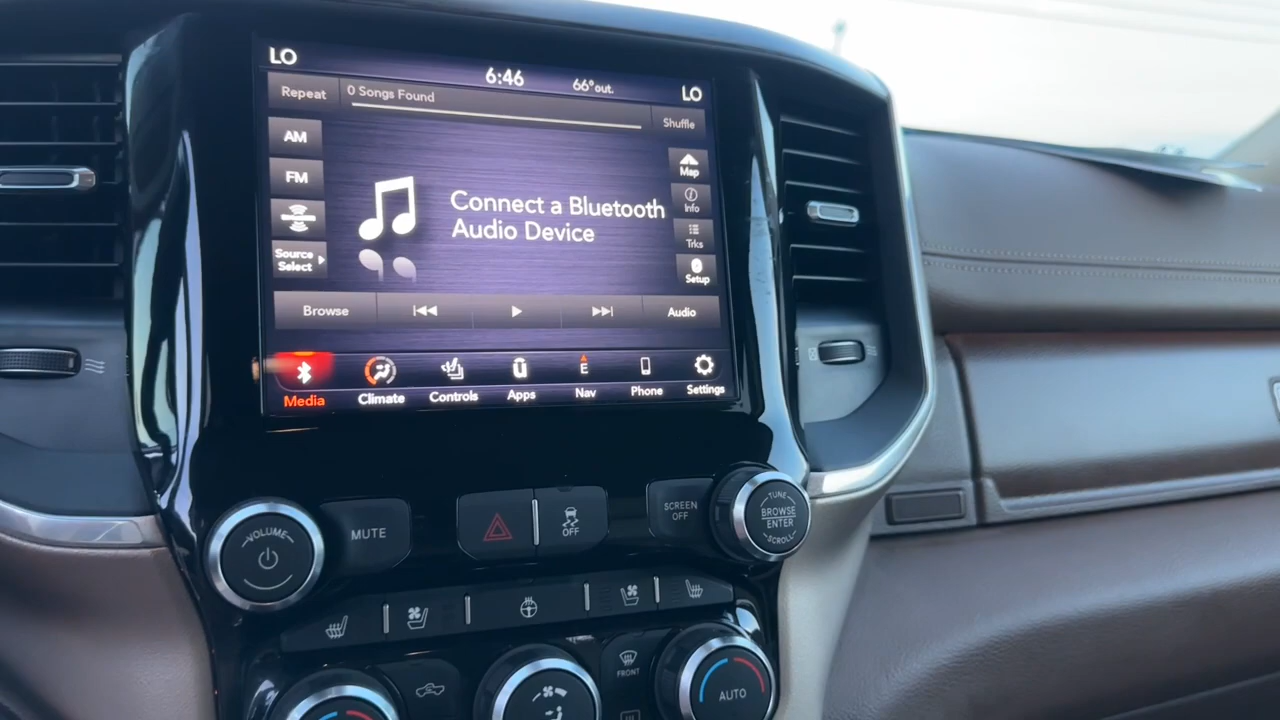 LO
6:46
66° out.
LO
Repeat
0 Songs Found
Shuffle
AM
FM
Source
Select
Connect a Bluetooth
Audio Device
Map
Info
Trks
Setup
Browse
Audio
E
Media
Climate
Controls
Apps
Nav
Phone
Settings
VOLUME
MUTE
OFF
SCREEN
OFF
TUNE
BROWSE
ENTER
SCROLL
FRONT
AUTO